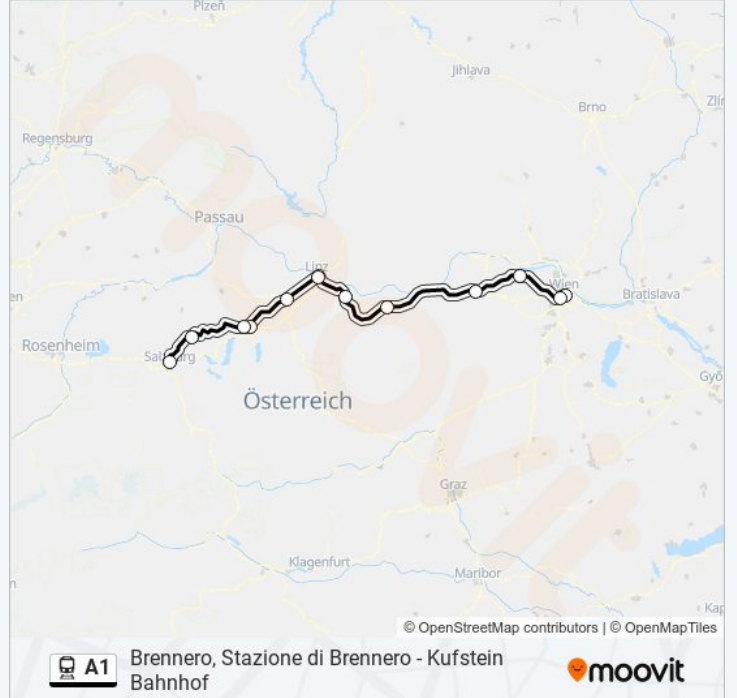 Plzeň
Jihlava
Brno
Regensburg
Passau
Linz
Wien
Bratislava
Rosenheim
Österreich
Graz
Klagenfurt
Maribor
© OpenStreetMap contributors | © OpenMapTiles
A1
Brennero, Stazione di Brennero - Kufstein
Bahnhof
moovit